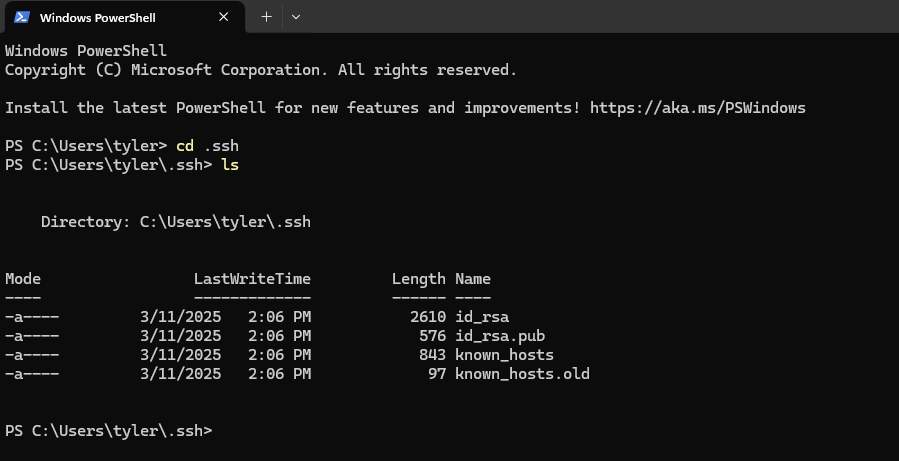 Windows PowerShell
Windows PowerShell
Copyright (C) Microsoft Corporation. All rights reserved.
Install the latest PowerShell for new features and improvements! https://aka.ms/PSWindows
PS C:\Users\tyler> cd .ssh
PS C:\Users\tyler\.ssh> ls
    Directory: C:\Users\tyler\.ssh
Mode                 LastWriteTime         Length Name
----                 -------------         ------ ----
-a----         3/11/2025   2:06 PM           2610 id_rsa
-a----         3/11/2025   2:06 PM            576 id_rsa.pub
-a----         3/11/2025   2:06 PM            843 known_hosts
-a----         3/11/2025   2:06 PM             97 known_hosts.old
PS C:\Users\tyler\.ssh>